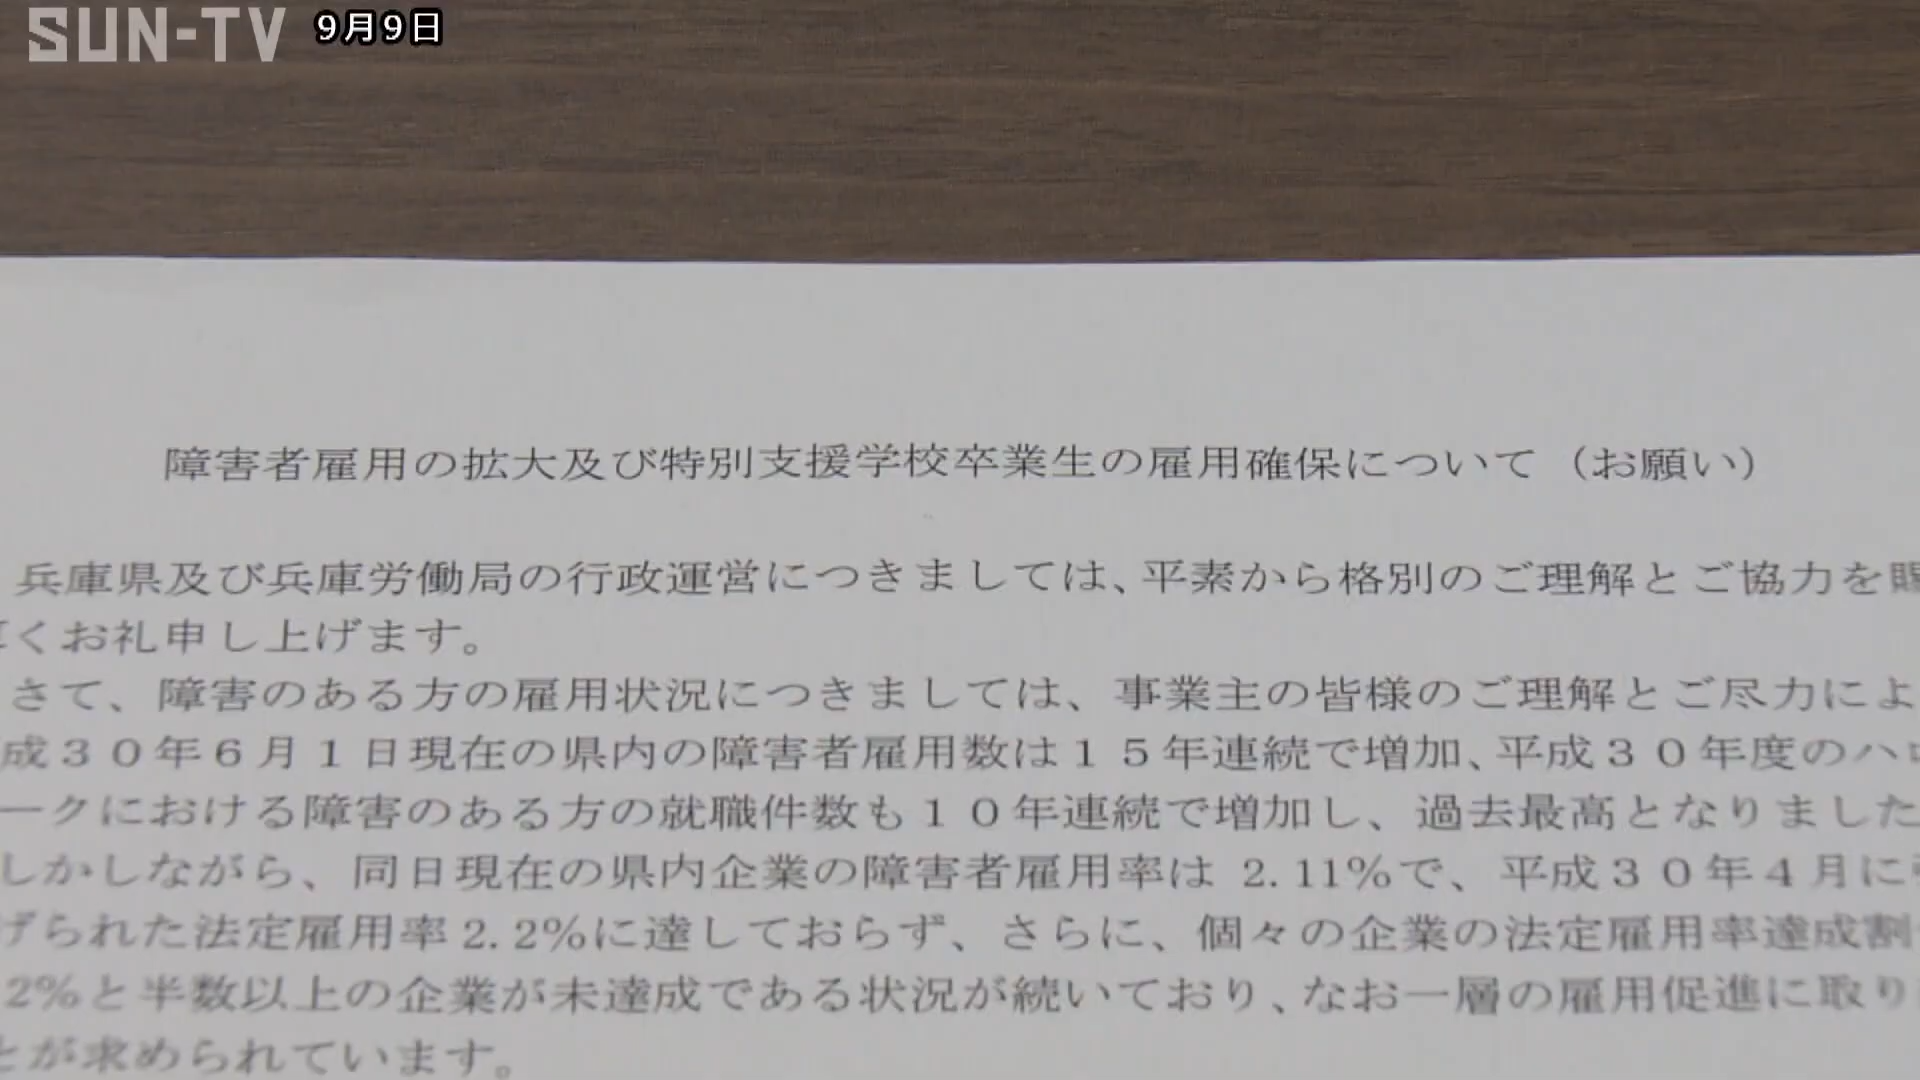 SUN-TV 9月9日
障害者雇用の拡大及び特別支援学校卒業生の雇用確保について（お願い）
兵庫県及び兵庫労働局の行政運営につきましては、平素から格別のご理解とご協力を賜
くお礼申し上げます。
さて、障害のある方の雇用状況につきましては、事業主の皆様のご理解とご尽力によ
成３０年６月１日現在の県内の障害者雇用数は１５年連続で増加、平成３０年度のハロ
ークにおける障害のある方の就職件数も１０年連続で増加し、過去最高となりました
しかしながら、同日現在の県内企業の障害者雇用率は 2.11%で、平成３０年４月に
げられた法定雇用率 2.2%に達しておらず、さらに、個々の企業の法定雇用率達成割
2%と半数以上の企業が未達成である状況が続いており、なお一層の雇用促進に取り
とが求められています。